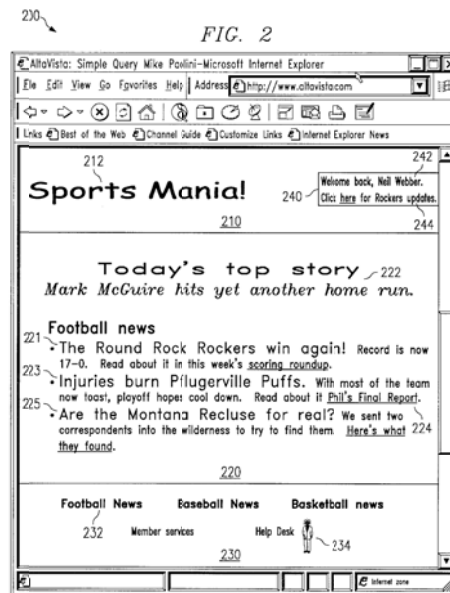 230
FIG. 2
AltaVista: Simple Query Mike Paolini-Microsoft Internet Explorer
File Edit View Go Favorites Help Address http://www.altavista.com
Links Best of the Web Channel Guide Customize Links Internet Explorer News
212
242
Sports Mania!
240
Welcome back, Neil Webber.
Click here for Rockers updates.
210
244
Today's top story 222
Mark McGuire hits yet another home run.
Football news
221
• The Round Rock Rockers win again! Record is now
17-0. Read about it in this week's scoring roundup.
223
• Injuries burn Pflugerville Puffs. With most of the team
now toast, playoff hopes cool down. Read about it Phil's Final Report.
225
• Are the Montana Recluse for real? We sent two
correspondents into the wilderness to try to find them. Here's what 224
they found.
220
Football News Baseball News Basketball news
232 Member services Help Desk 234
230
Internet zone